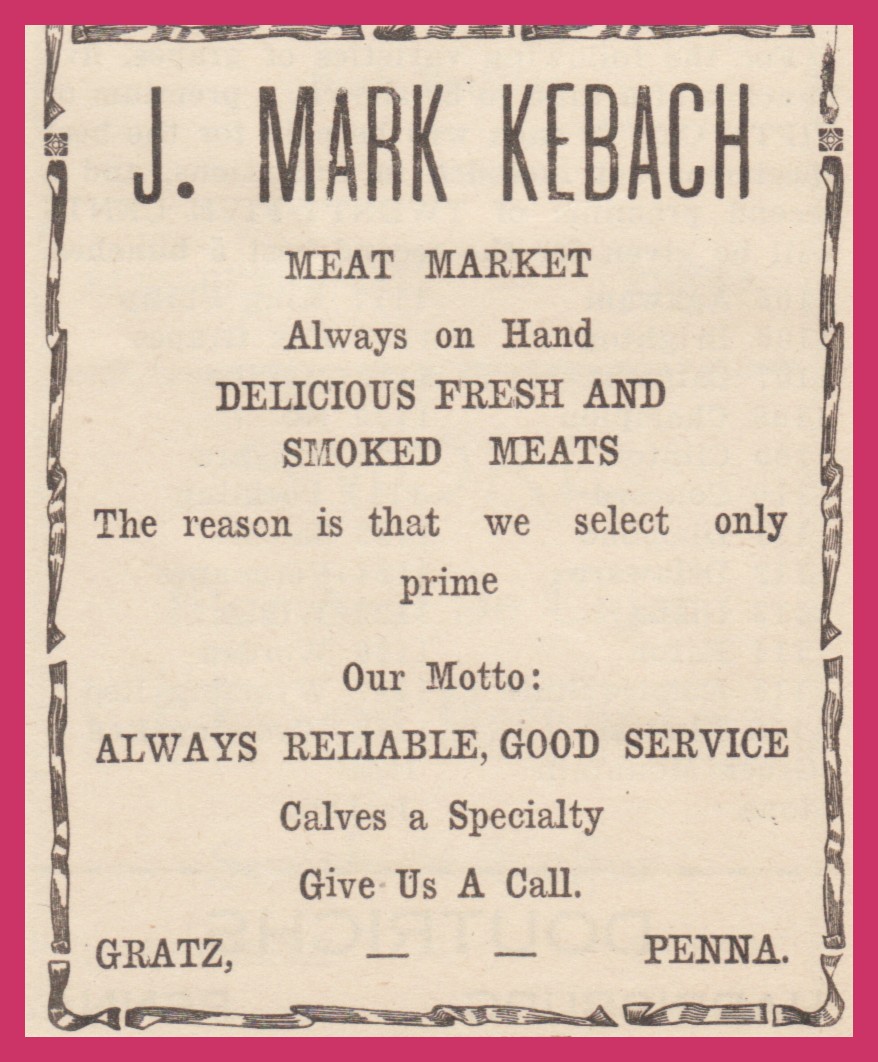 J. MARK KEBACH
MEAT MARKET
Always on Hand
DELICIOUS FRESH AND
SMOKED MEATS
The reason is that we select only
prime
Our Motto:
ALWAYS RELIABLE, GOOD SERVICE
Calves a Specialty
Give Us A Call.
GRATZ, — — PENNA.